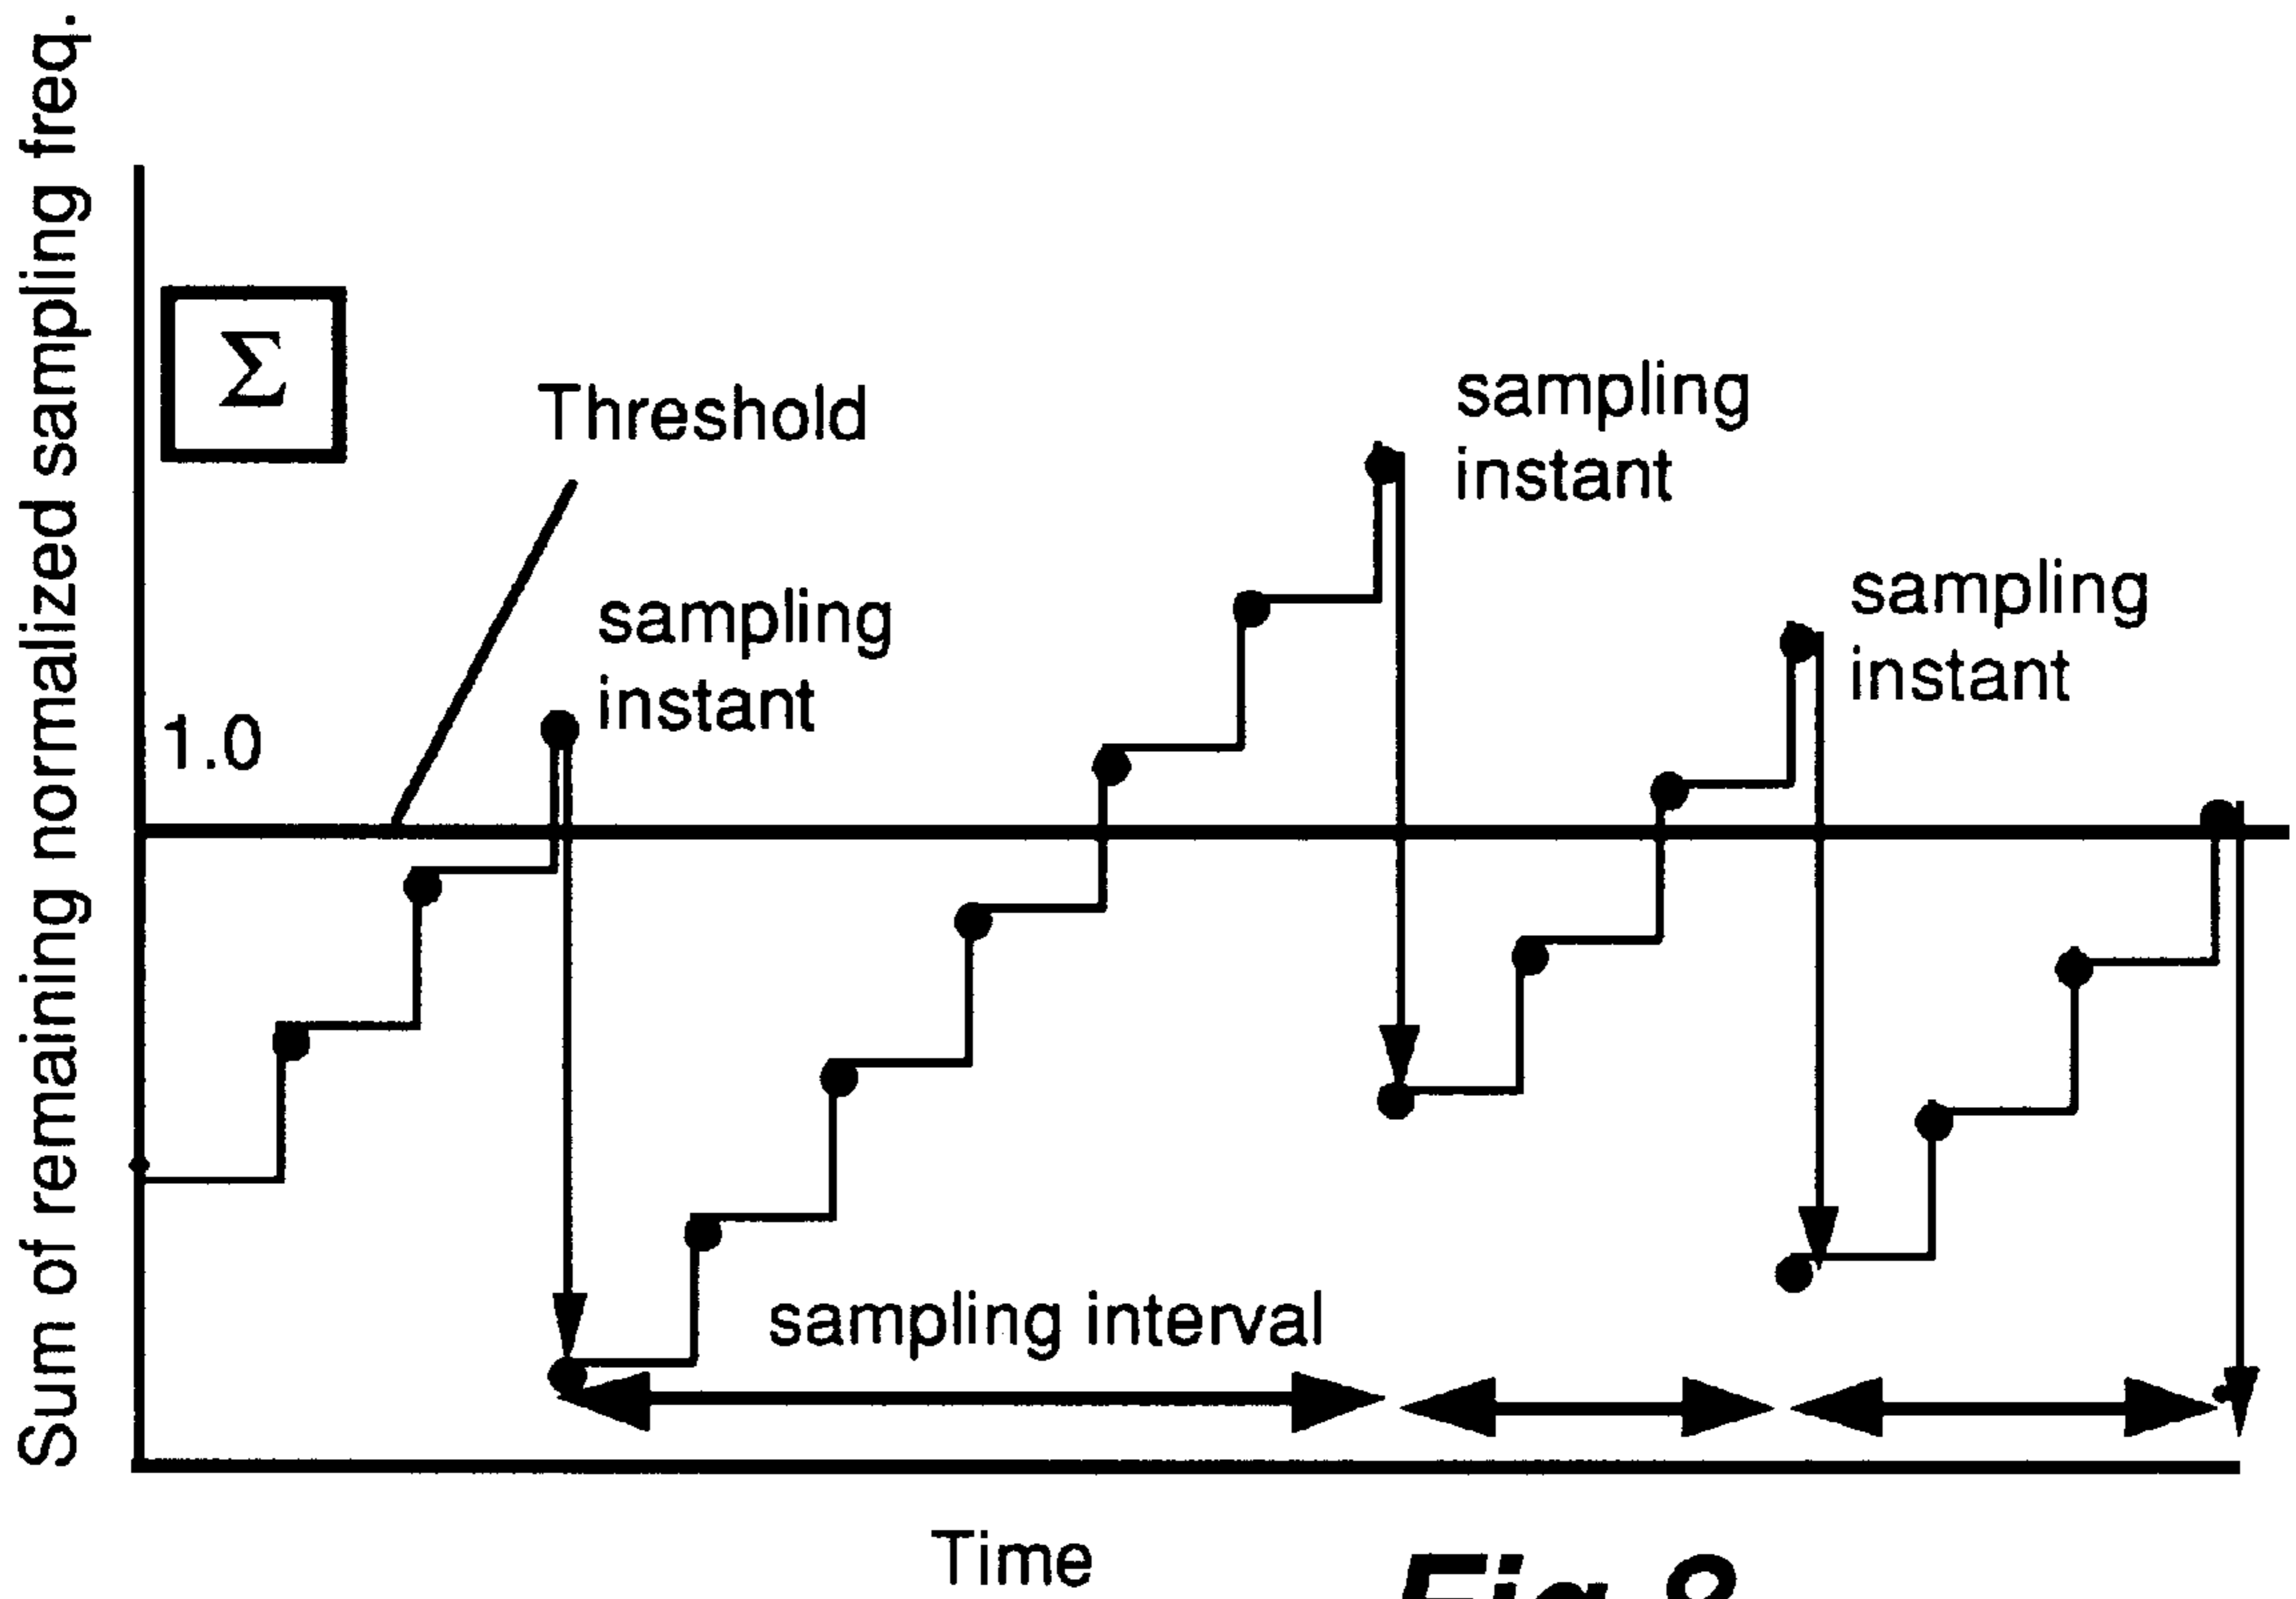 Sum of remaining normalized sampling freq.
Σ
Threshold
sampling
instant
sampling
instant
sampling
instant
1.0
sampling interval
Time